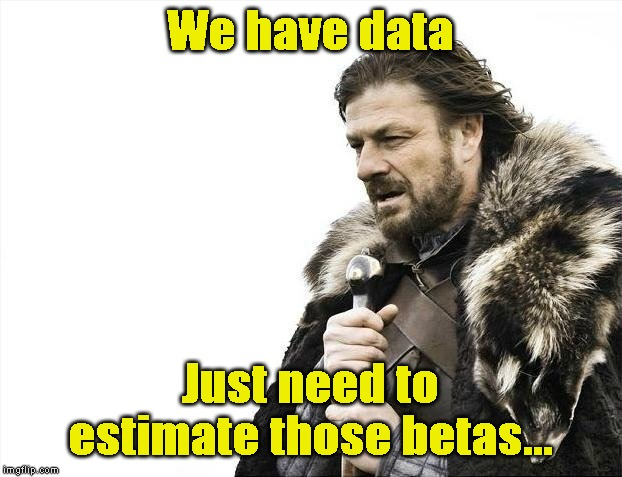 We have data
Just need to
estimate those betas...
imgflip.com